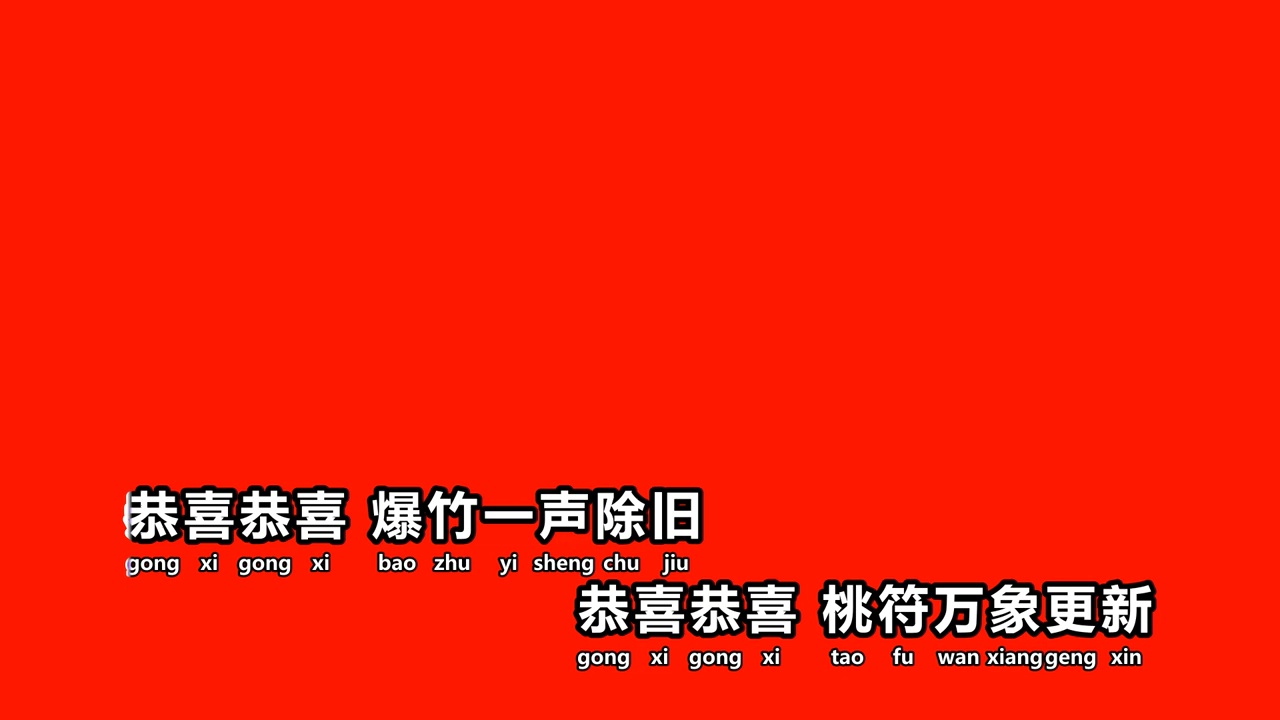 恭喜恭喜 爆竹一声除旧
gong xi gong xi bao zhu yi sheng chu jiu
恭喜恭喜 桃符万象更新
gong xi gong xi tao fu wan xiang geng xin